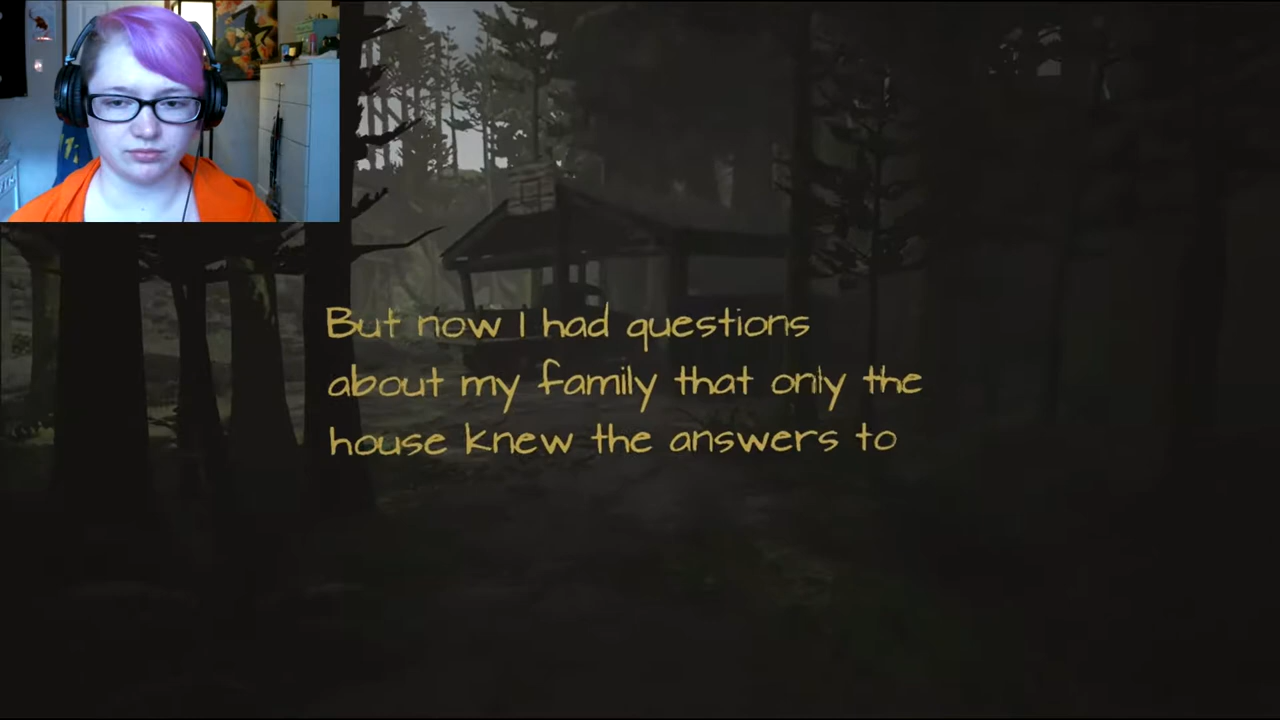 But now I had questions
about my family that only the
house knew the answers to